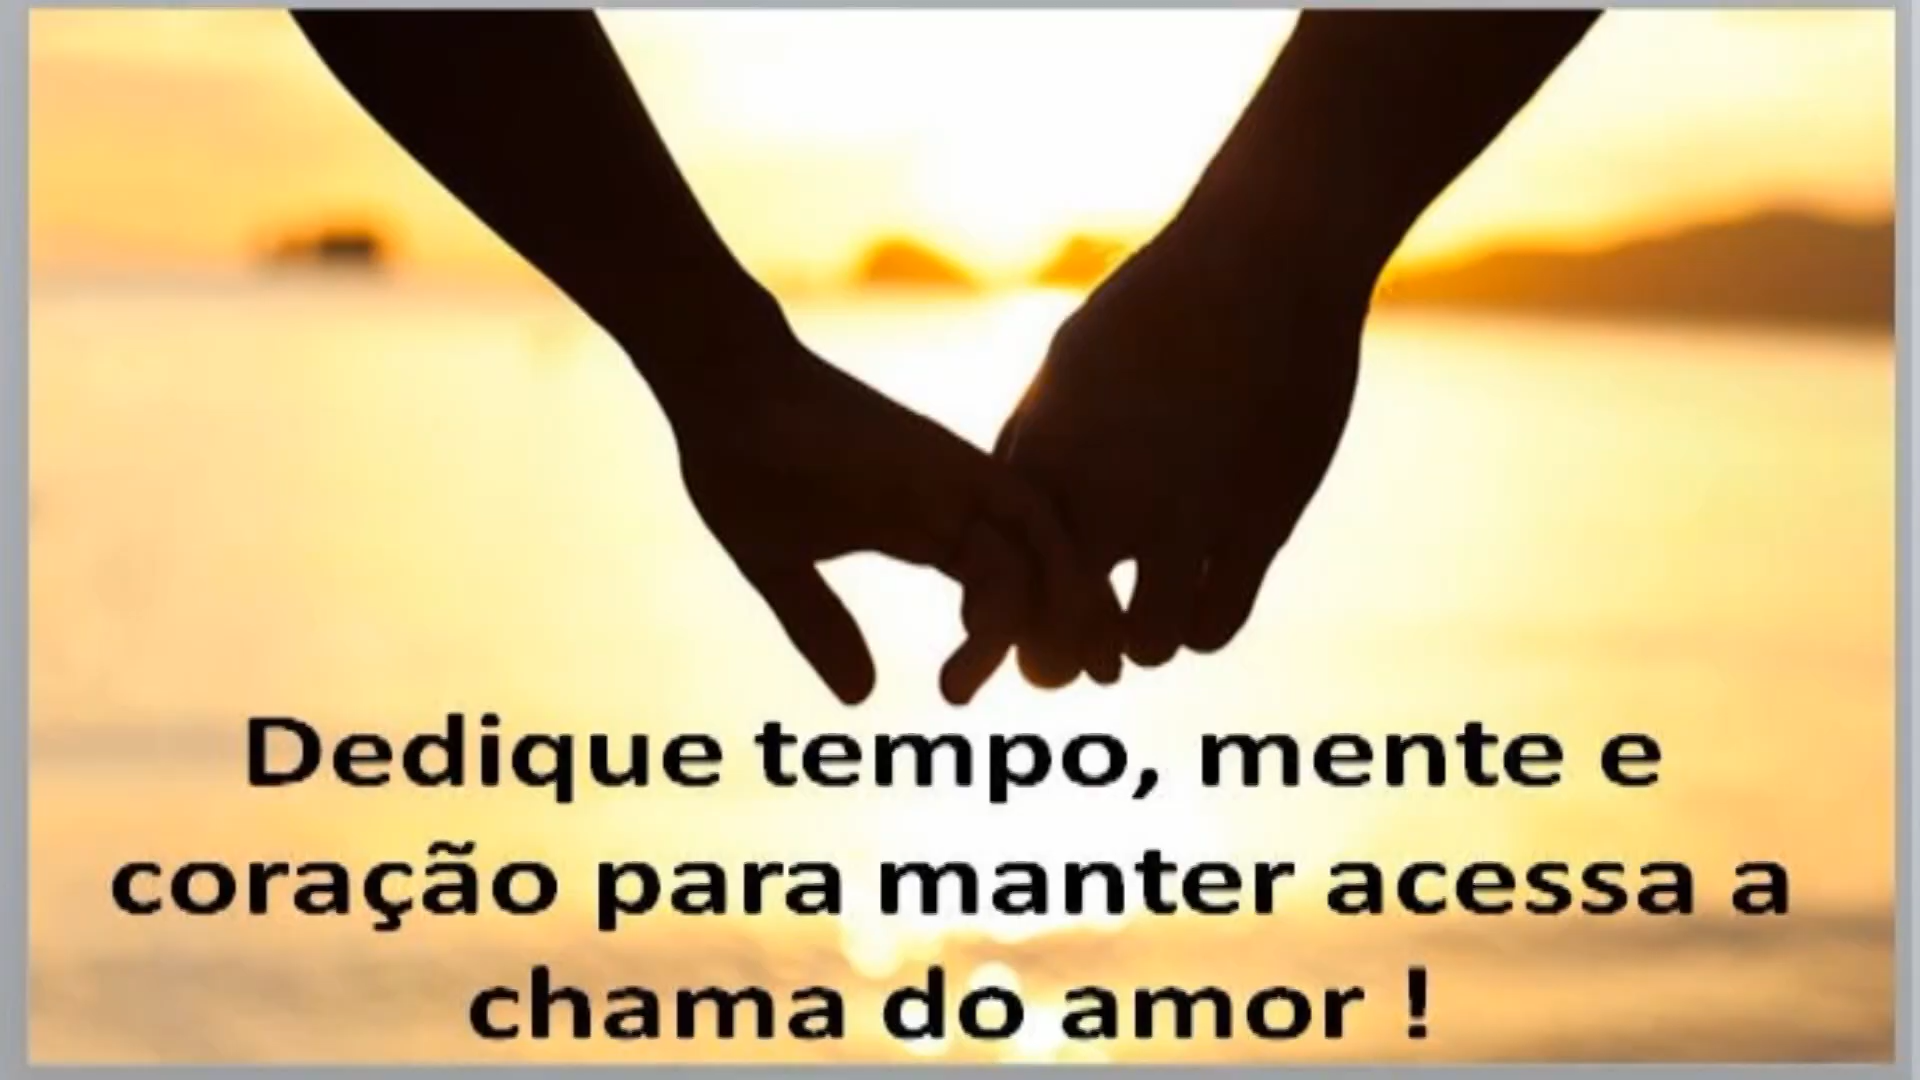 Dedique tempo, mente e
coração para manter acessa a
chama do amor !